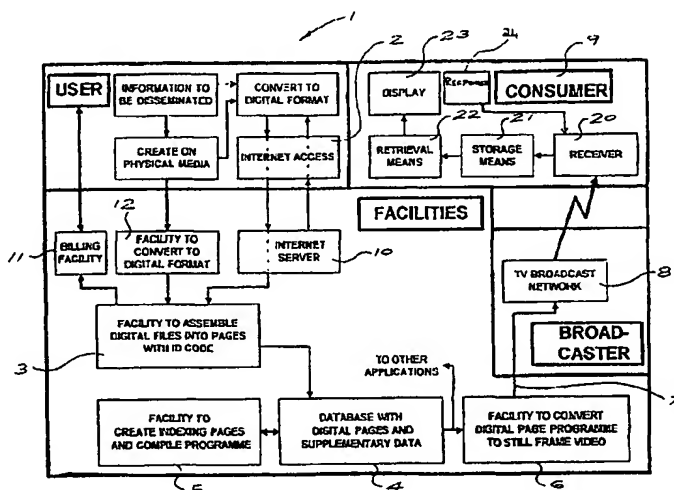 1
23
24
2
9
USER
INFORMATION TO
BE DISSEMINATED
CONVERT TO
DIGITAL FORMAT
DISPLAY
RESPONSE
CONSUMER
22
21
20
CREATE ON
PHYSICAL MEDIA
INTERNET ACCESS
RETRIEVAL
MEANS
STORAGE
MEANS
RECEIVER
12
FACILITIES
11
BILLING
FACILITY
FACILITY TO
CONVERT TO
DIGITAL FORMAT
INTERNET
SERVER
10
TV BROADCAST
NETWORK
8
FACILITY TO ASSEMBLE
DIGITAL FILES INTO PAGES
WITH ID CODE
3
TO OTHER
APPLICATIONS
BROAD-
CASTER
7
FACILITY TO
CREATE INDEXING PAGES
AND COMPILE PROGRAMME
DATABASE WITH
DIGITAL PAGES AND
SUPPLEMENTARY DATA
FACILITY TO CONVERT
DIGITAL PAGE PROGRAMME
TO STILL FRAME VIDEO
5
4
6